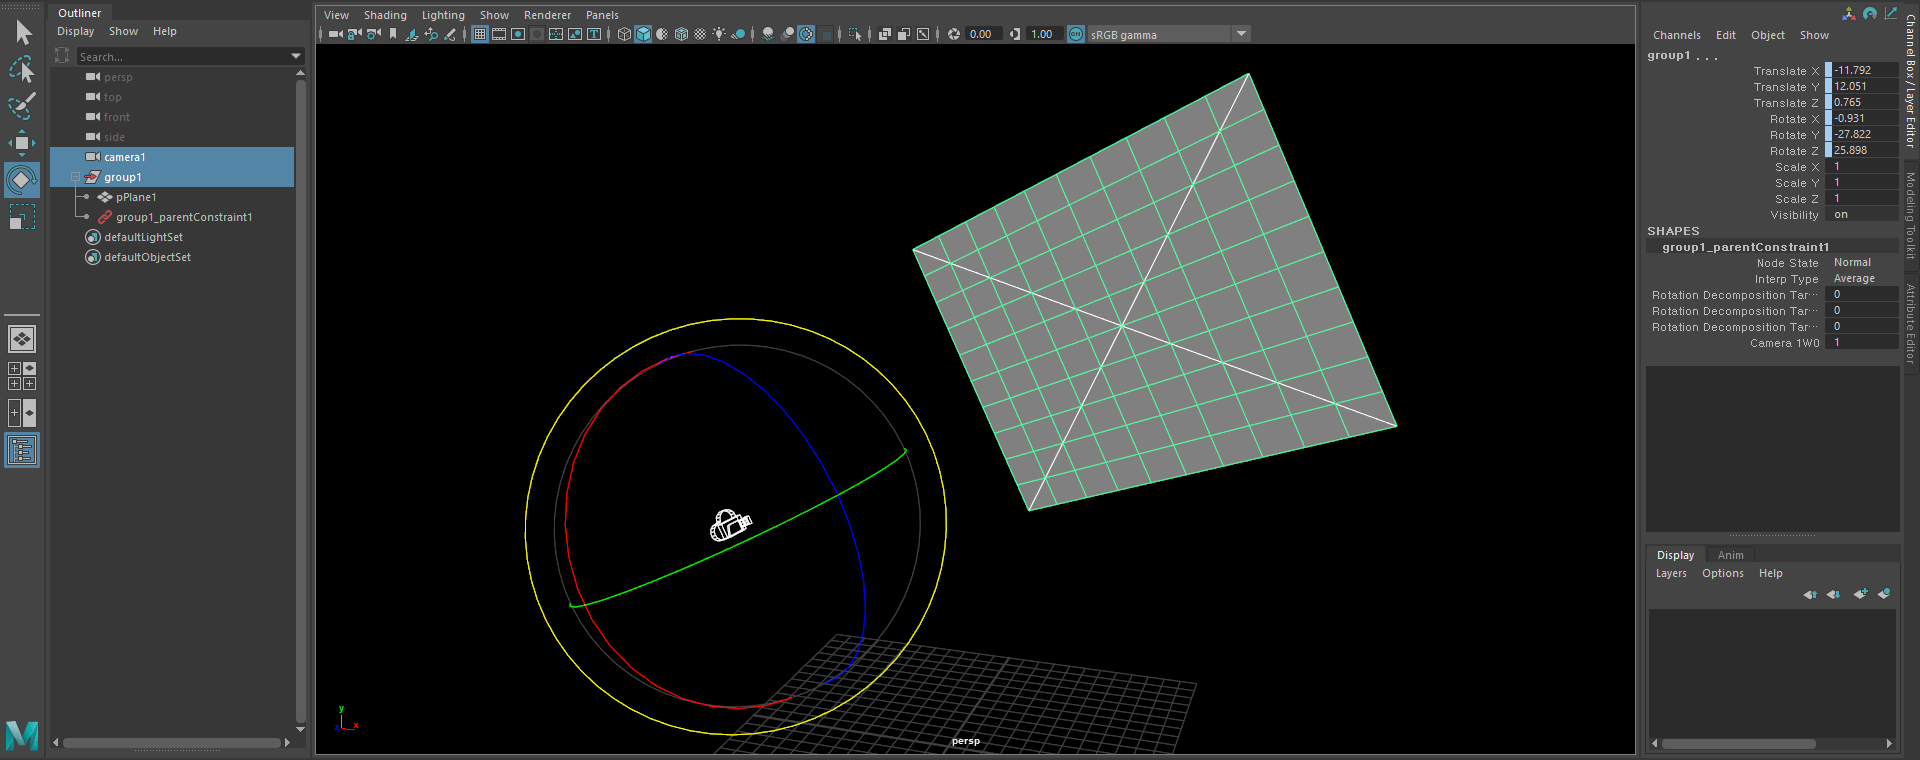 Outliner
Display Show Help
Search...
persp
top
front
side
camera1
group1
pPlane1
group1_parentConstraint1
defaultLightSet
defaultObjectSet
View Shading Lighting Show Renderer Panels
0.00 1.00 ON sRGB gamma
y
x
z
persp
Channels Edit Object Show
group1 . . .
Translate X -11.792
Translate Y 12.051
Translate Z 0.765
Rotate X -0.931
Rotate Y -27.822
Rotate Z 25.898
Scale X 1
Scale Y 1
Scale Z 1
Visibility on
SHAPES
group1_parentConstraint1
Node State Normal
Interp Type Average
Rotation Decomposition Tar··· 0
Rotation Decomposition Tar··· 0
Rotation Decomposition Tar··· 0
Camera 1W0 1
Display Anim
Layers Options Help
Channel Box / Layer Editor
Modeling Toolkit
Attribute Editor